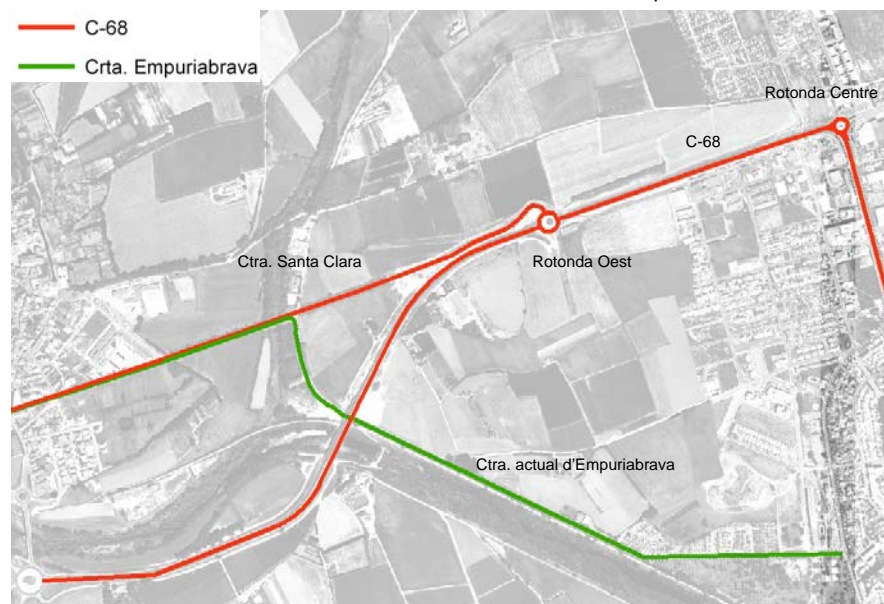 C-68
Crta. Empuriabrava
Rotonda Centre
C-68
Ctra. Santa Clara
Rotonda Oest
Ctra. actual d'Empuriabrava